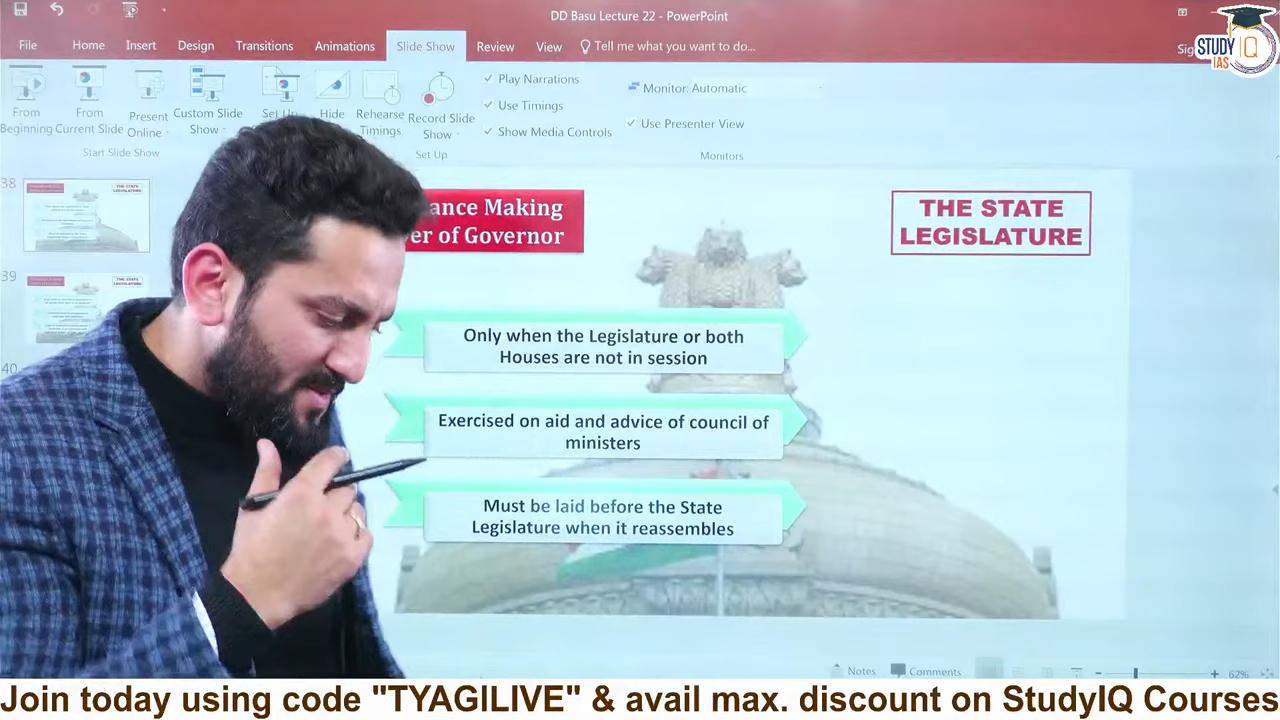 DD Basu Lecture 22 - PowerPoint
File Home Insert Design Transitions Animations Slide Show Review View Tell me what you want to do...
STUDY IQ
IAS
From Beginning
From Current Slide
Present Online
Custom Slide Show
Set Up
Hide
Rehearse Timings
Record Slide Show
Play Narrations
Use Timings
Show Media Controls
Monitor: Automatic
Use Presenter View
Start Slide Show
Set Up
Monitors
38
39
40
ance Making
er of Governor
THE STATE
LEGISLATURE
Only when the Legislature or both
Houses are not in session
Exercised on aid and advice of council of
ministers
Must be laid before the State
Legislature when it reassembles
Notes Comments 62%
Join today using code "TYAGILIVE" & avail max. discount on StudyIQ Courses